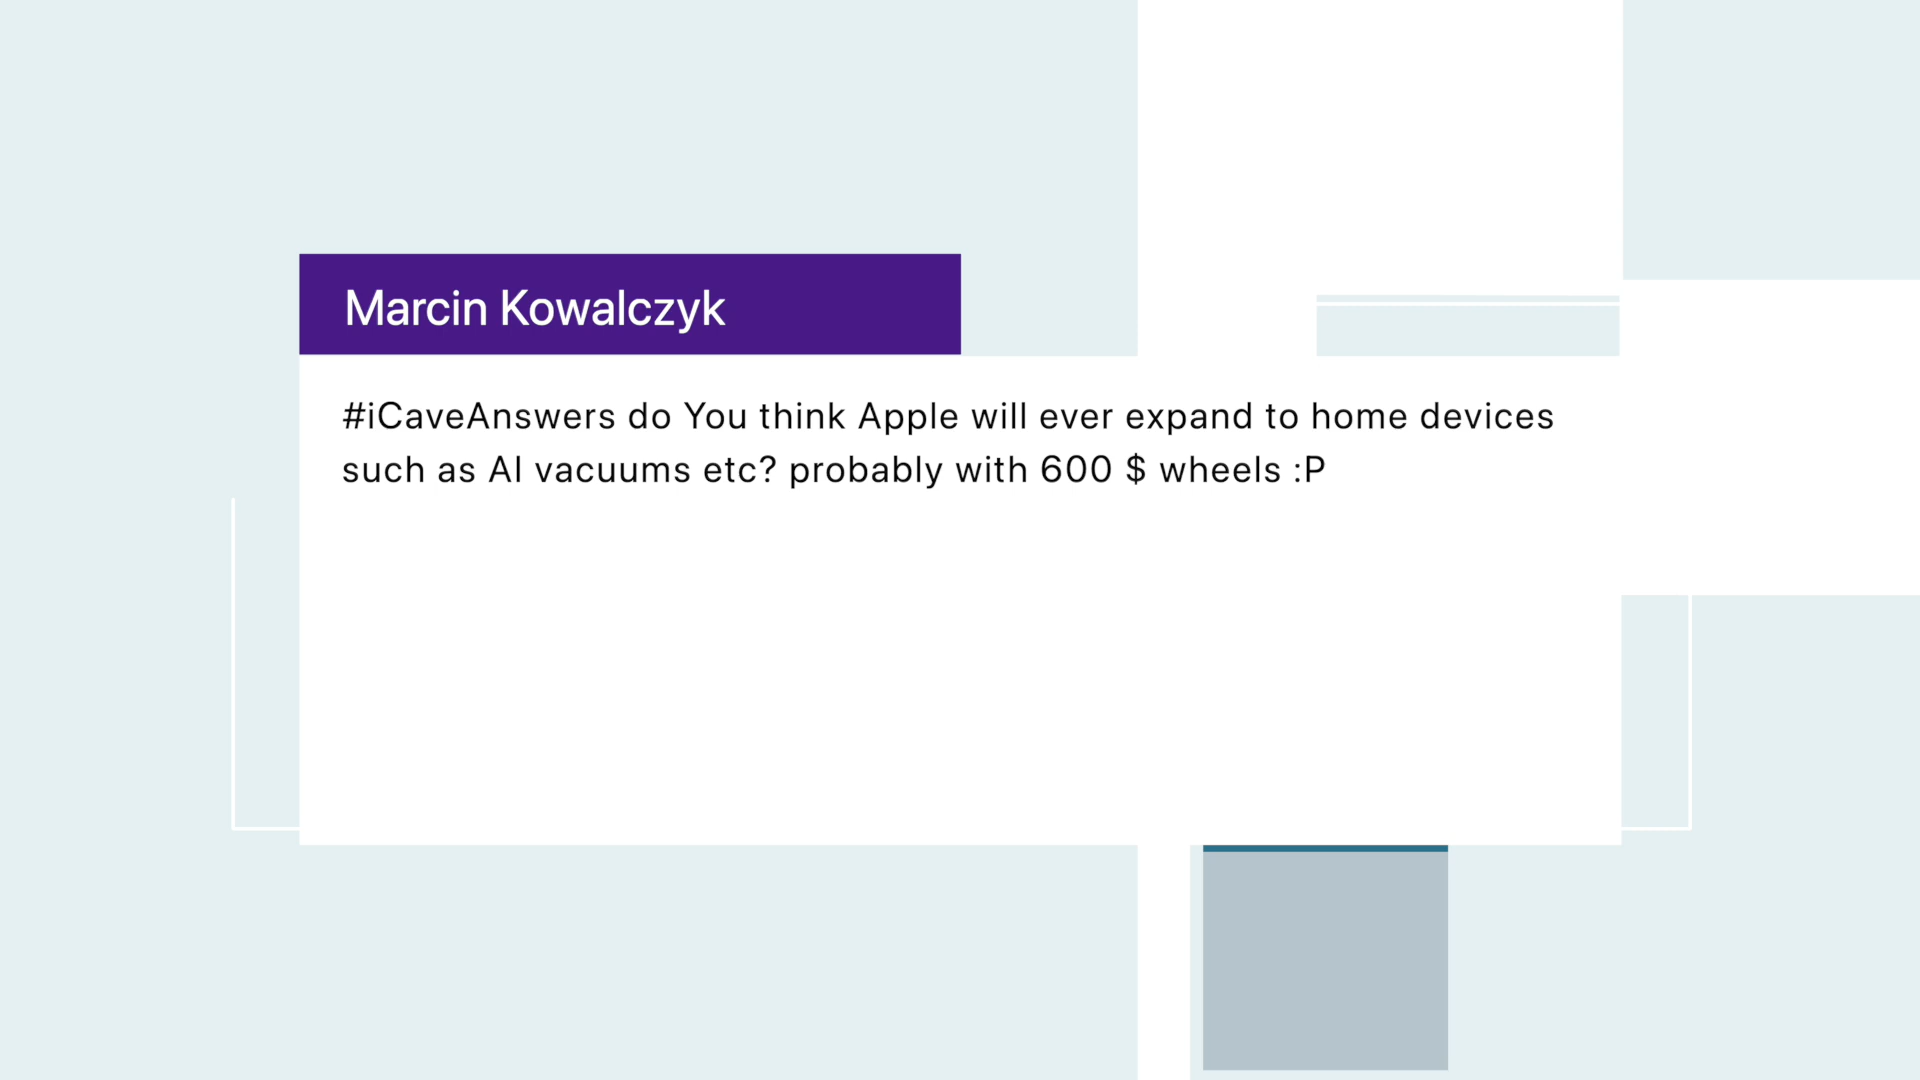 Marcin Kowalczyk
#iCaveAnswers do You think Apple will ever expand to home devices
such as AI vacuums etc? probably with 600 $ wheels :P